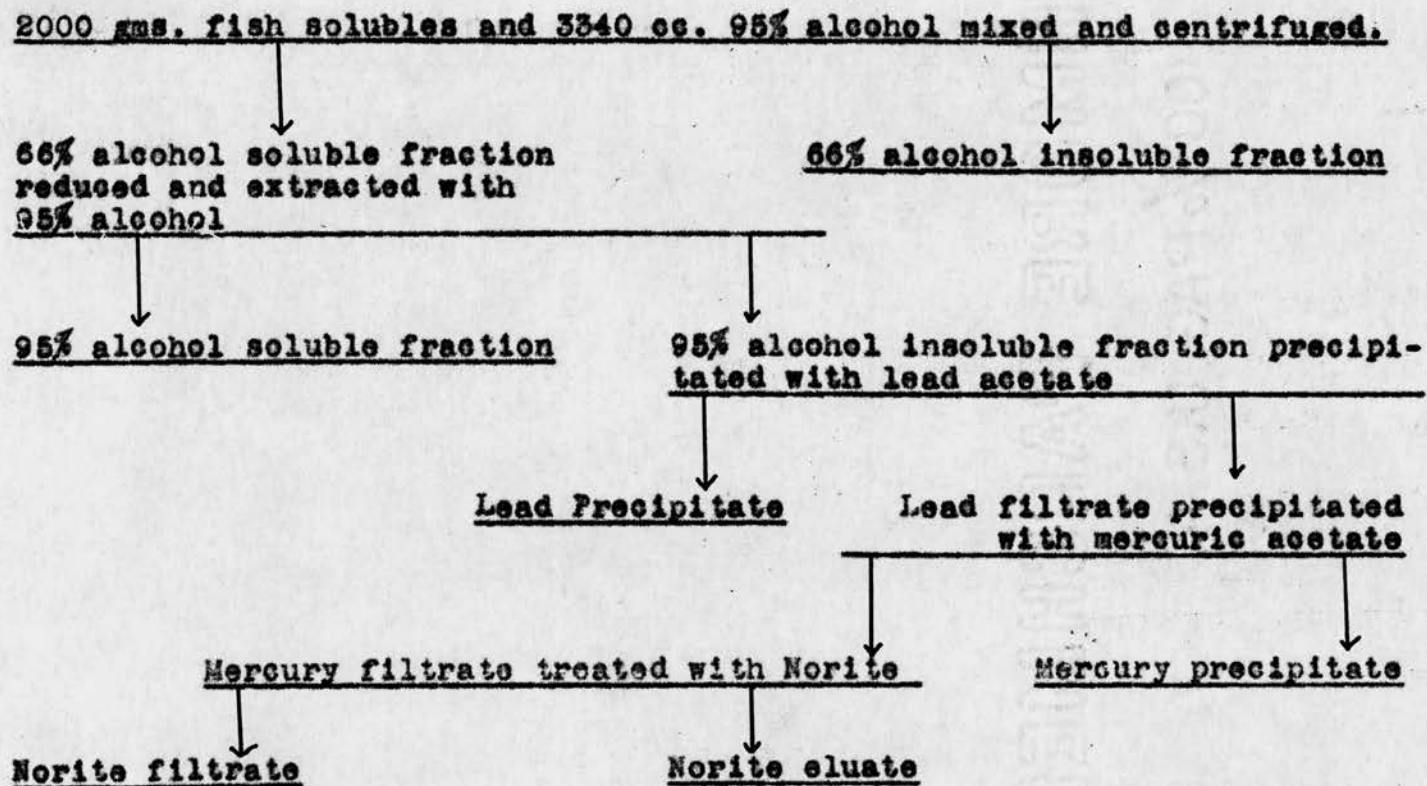 2000 gms. fish solubles and 3340 cc. 95% alcohol mixed and centrifuged.
66% alcohol soluble fraction
reduced and extracted with
95% alcohol
66% alcohol insoluble fraction
95% alcohol soluble fraction
95% alcohol insoluble fraction precipi-
tated with lead acetate
Lead Precipitate
Lead filtrate precipitated
with mercuric acetate
Mercury filtrate treated with Norite
Mercury precipitate
Norite filtrate
Norite eluate